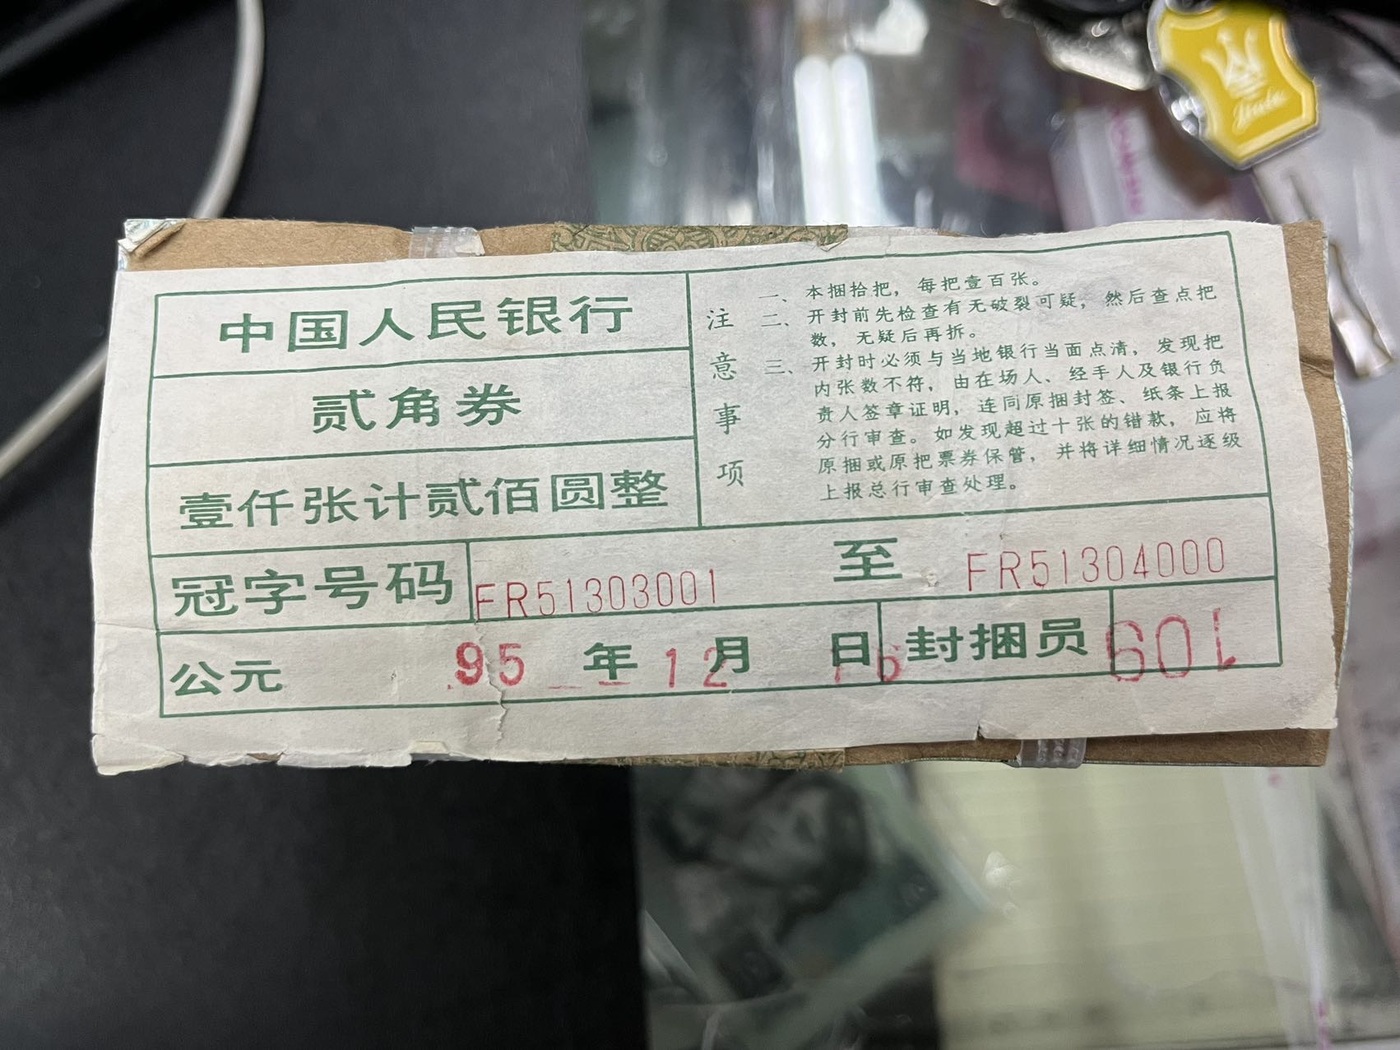 中国人民银行
贰角券
壹仟张计贰佰圆整
注意事项
一、本捆拾把，每把壹百张。
二、开封前先检查有无破裂可疑，然后查点把
数，无疑后再拆。
三、开封时必须与当地银行当面点清，发现把
内张数不符，由在场人、经手人及银行负
责人签章证明，连同原捆封签、纸条上报
分行审查。如发现超过十张的错款，应将
原捆或原把票券保管，并将详细情况逐级
上报总行审查处理。
冠字号码 FR51303001 至 FR51304000
公元 95 年 12 月 日 封捆员 601